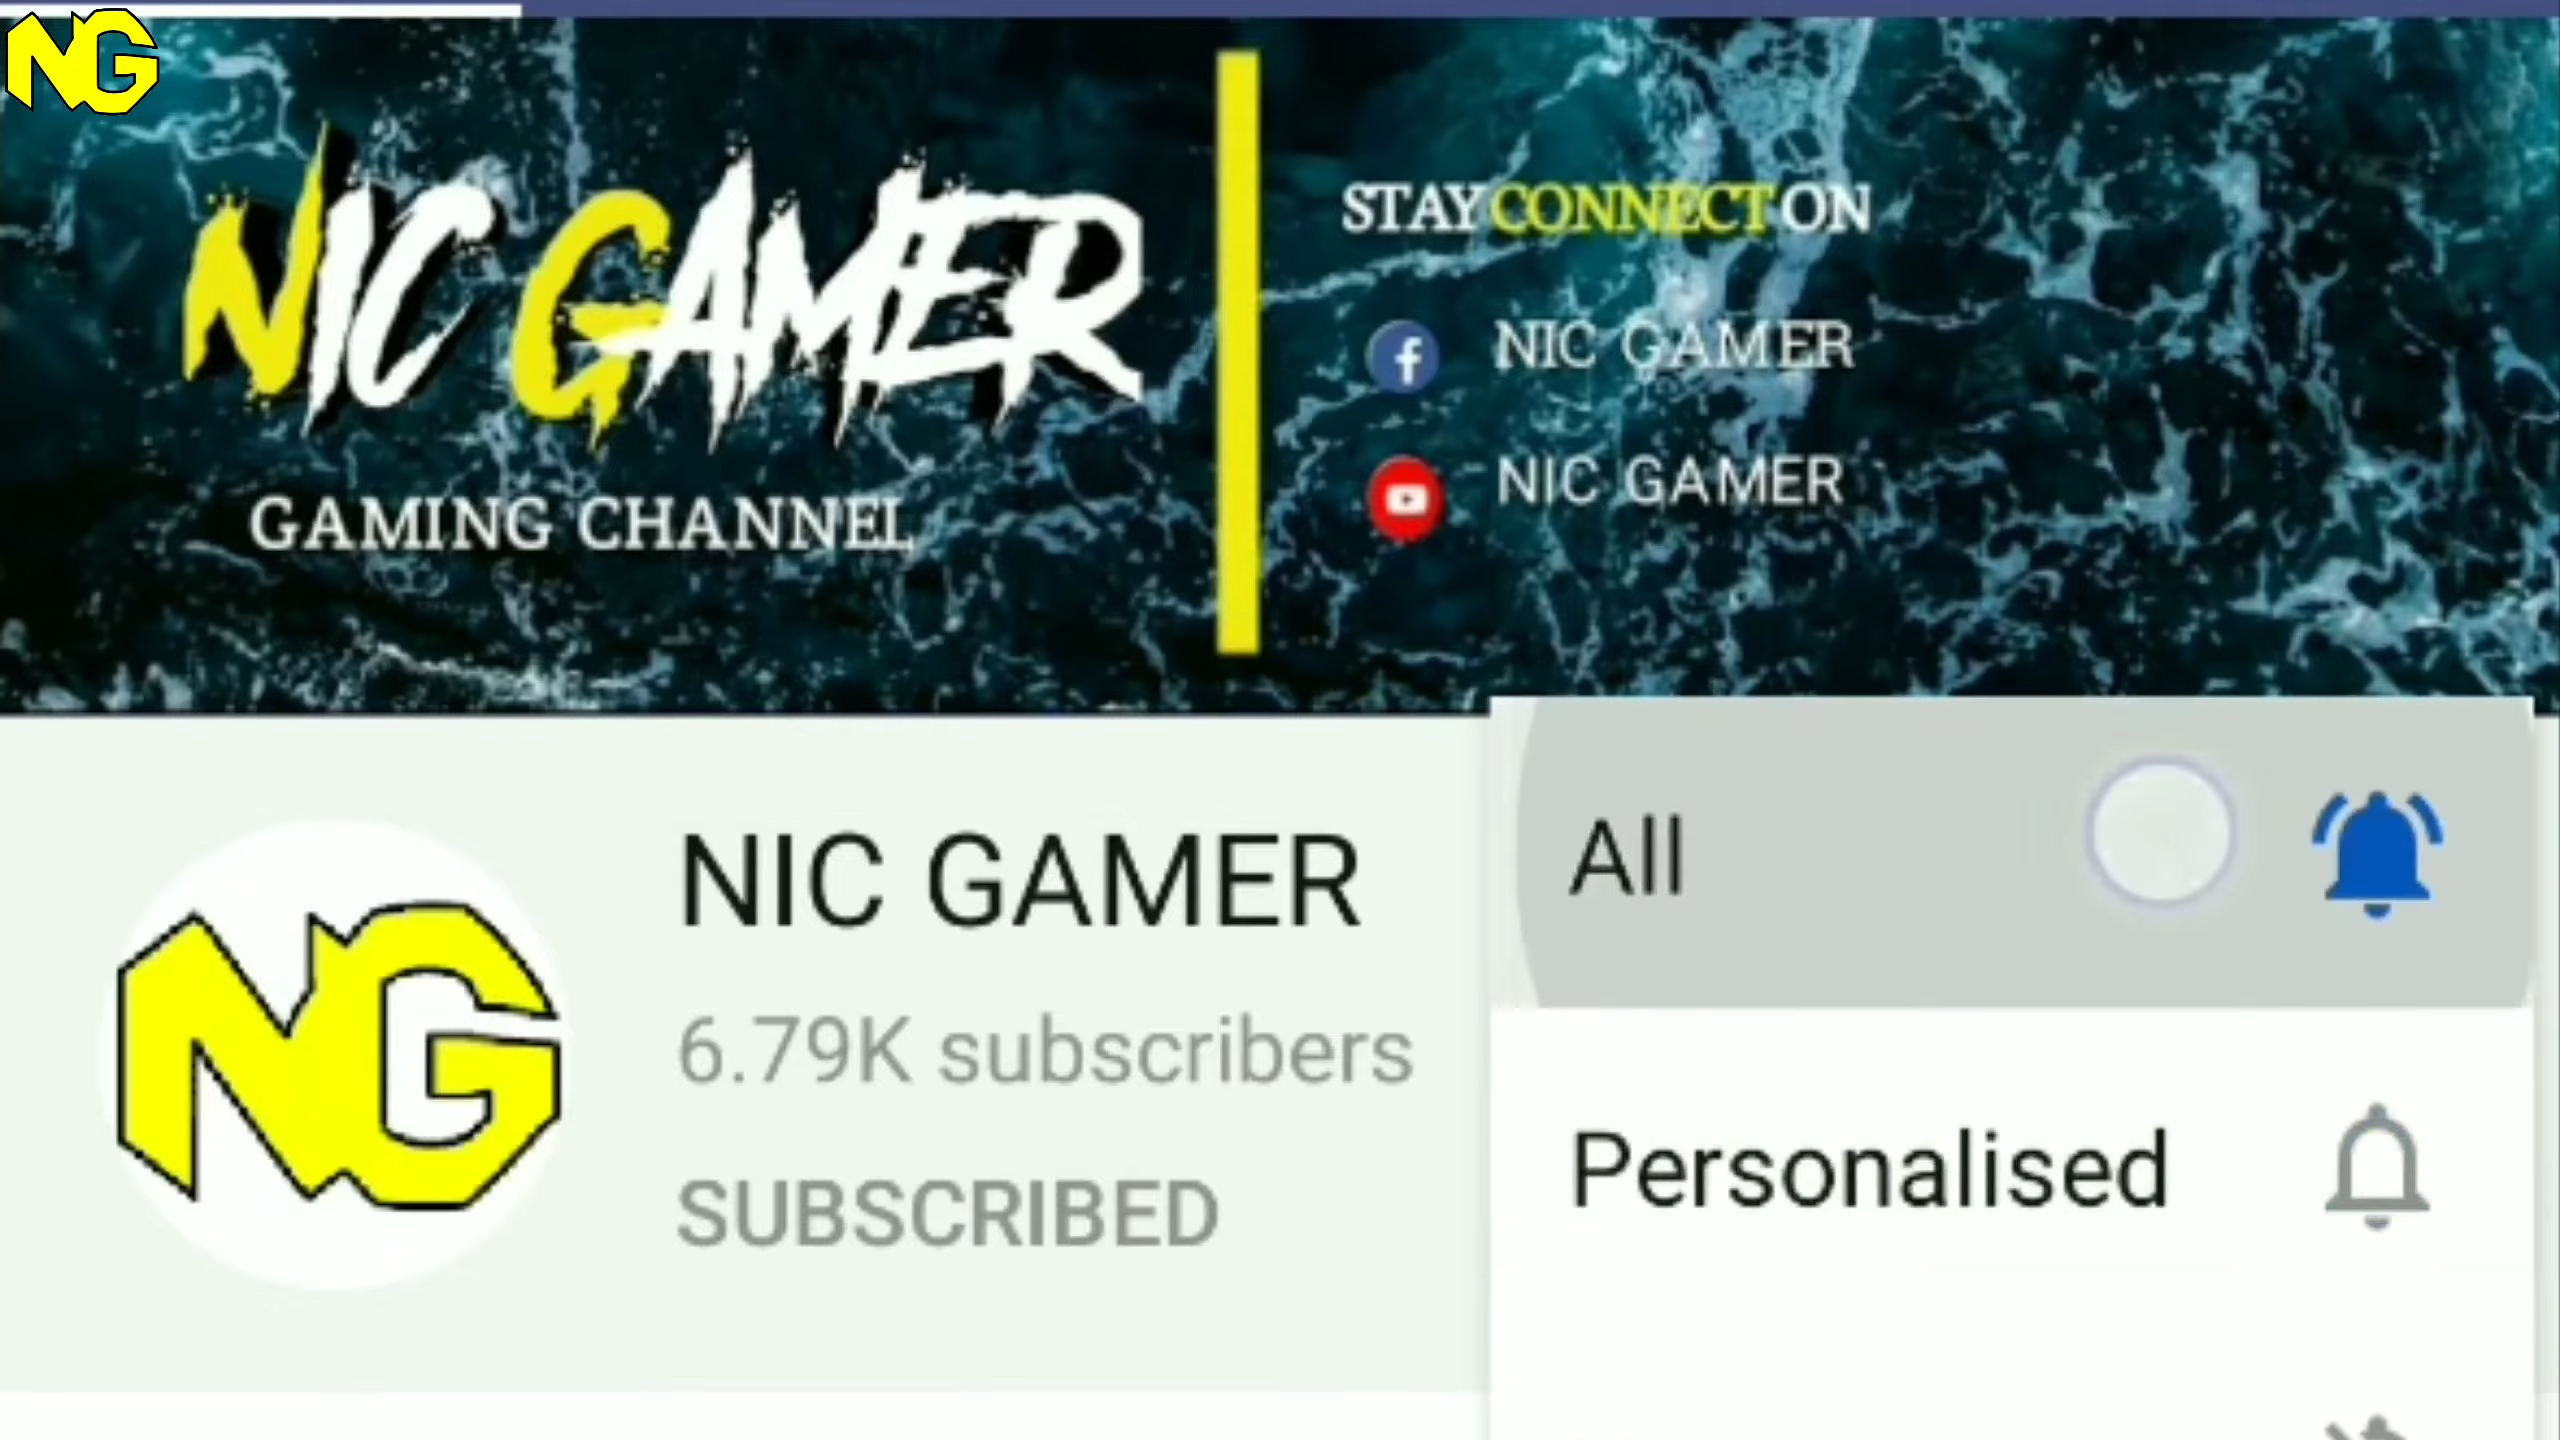 NG
NIC GAMER
GAMING CHANNEL
STAY CONNECT ON
NIC GAMER
NIC GAMER
NG
NIC GAMER
6.79K subscribers
SUBSCRIBED
All
Personalised